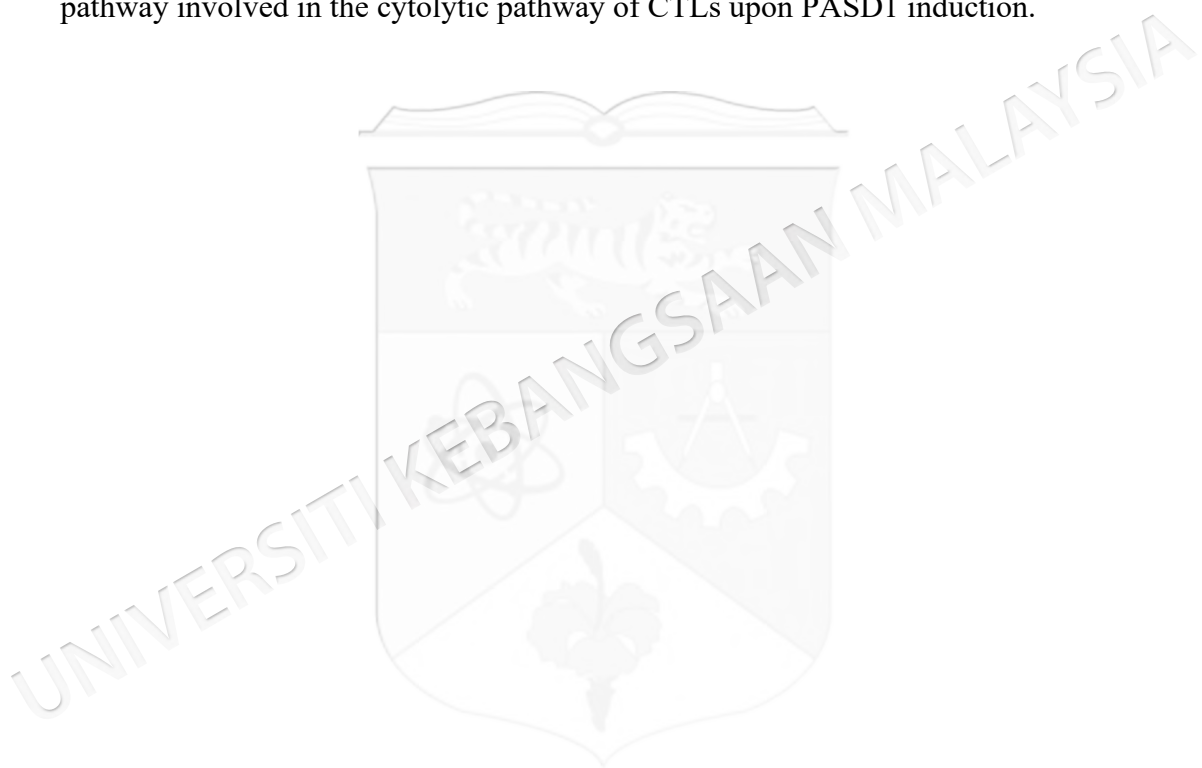 pathway involved in the cytolytic pathway of CTLs upon PASD1 induction.
UNIVERSITI KEBANGSAAN MALAYSIA